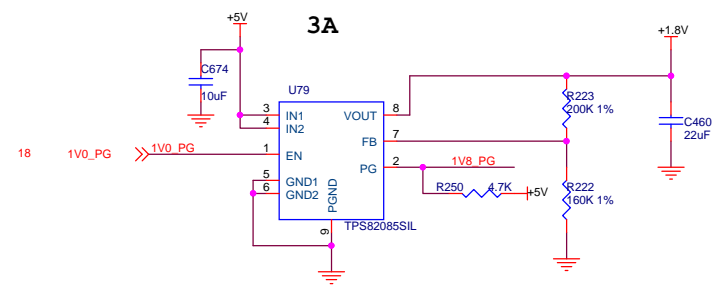 +5V
3A
+1.8V
C674
10uF
U79
3 IN1 VOUT 8
4 IN2
R223
200K 1%
C460
22uF
FB 7
18 1V0_PG 1V0_PG 1 EN
PG 2 1V8_PG
5 GND1
6 GND2
PGND
9
R250 4.7K +5V
R222
160K 1%
TPS82085SIL